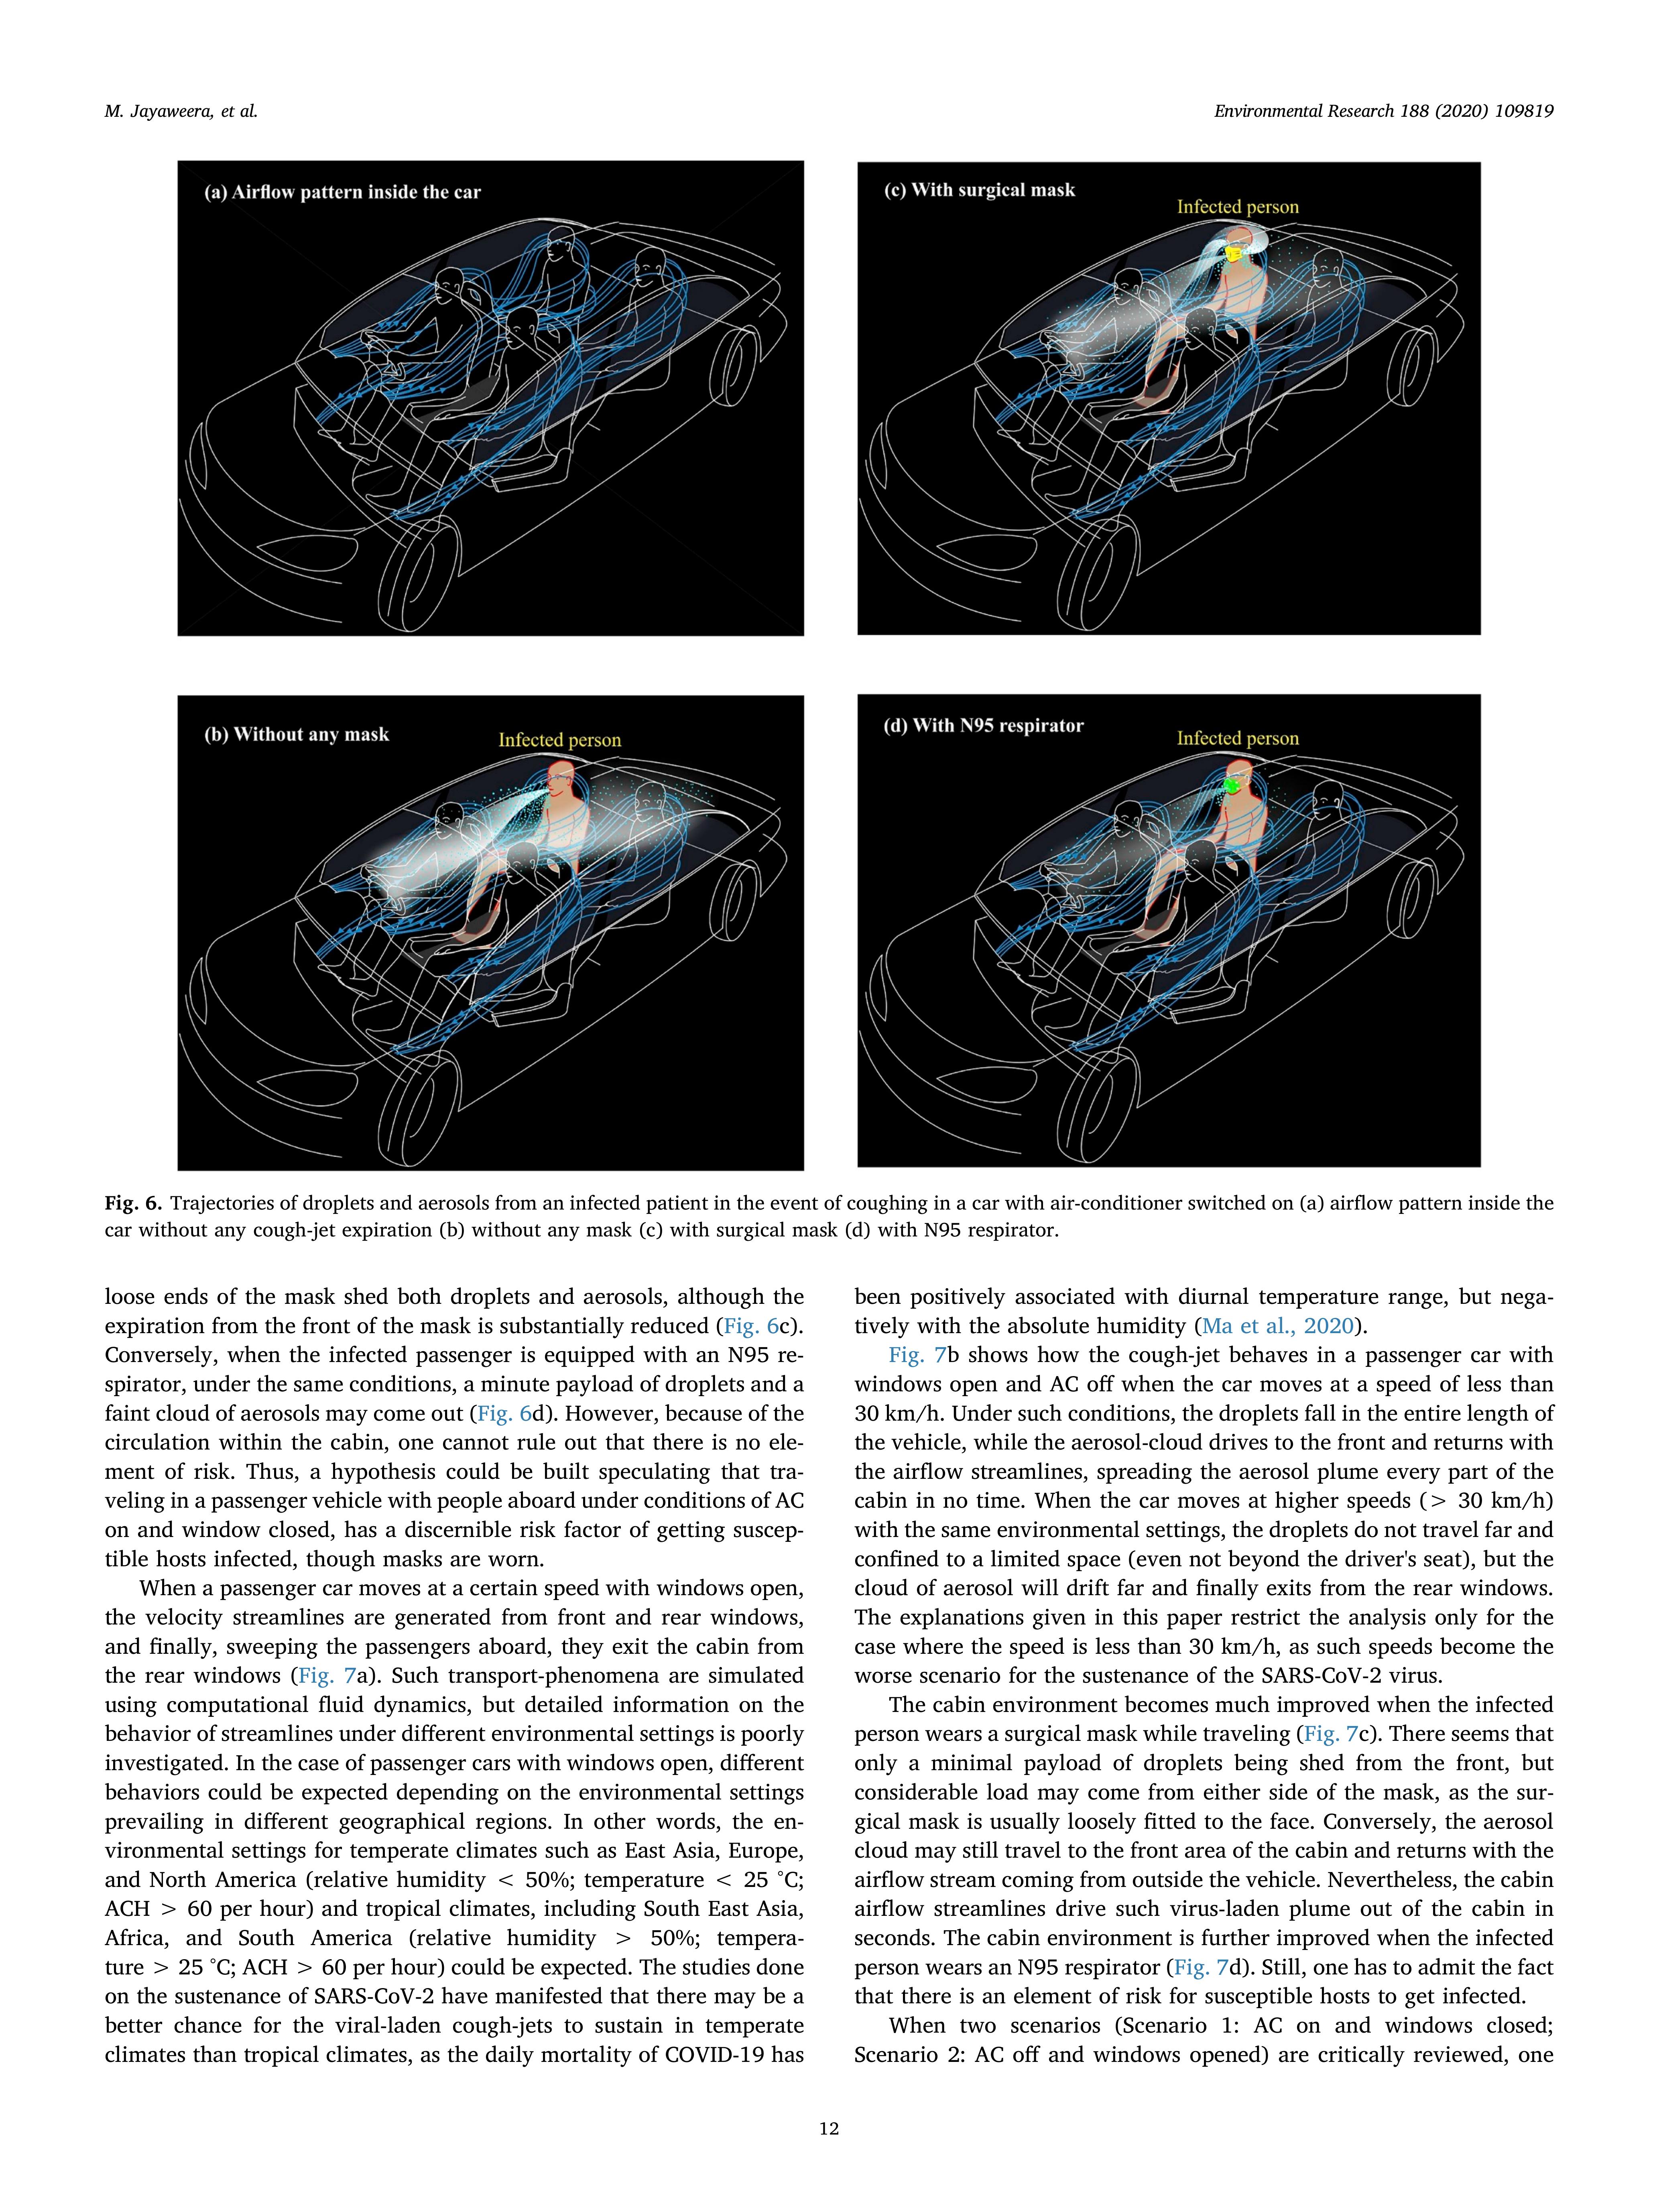 M. Jayaweera, et al.
Environmental Research 188 (2020) 109819
(a) Airflow pattern inside the car
(c) With surgical mask
Infected person
(b) Without any mask
Infected person
(d) With N95 respirator
Infected person
Fig. 6. Trajectories of droplets and aerosols from an infected patient in the event of coughing in a car with air-conditioner switched on (a) airflow pattern inside the
car without any cough-jet expiration (b) without any mask (c) with surgical mask (d) with N95 respirator.
loose ends of the mask shed both droplets and aerosols, although the
expiration from the front of the mask is substantially reduced (Fig. 6c).
Conversely, when the infected passenger is equipped with an N95 re-
spirator, under the same conditions, a minute payload of droplets and a
faint cloud of aerosols may come out (Fig. 6d). However, because of the
circulation within the cabin, one cannot rule out that there is no ele-
ment of risk. Thus, a hypothesis could be built speculating that tra-
veling in a passenger vehicle with people aboard under conditions of AC
on and window closed, has a discernible risk factor of getting suscep-
tible hosts infected, though masks are worn.
When a passenger car moves at a certain speed with windows open,
the velocity streamlines are generated from front and rear windows,
and finally, sweeping the passengers aboard, they exit the cabin from
the rear windows (Fig. 7a). Such transport-phenomena are simulated
using computational fluid dynamics, but detailed information on the
behavior of streamlines under different environmental settings is poorly
investigated. In the case of passenger cars with windows open, different
behaviors could be expected depending on the environmental settings
prevailing in different geographical regions. In other words, the en-
vironmental settings for temperate climates such as East Asia, Europe,
and North America (relative humidity < 50%; temperature < 25 °C;
ACH > 60 per hour) and tropical climates, including South East Asia,
Africa, and South America (relative humidity > 50%; tempera-
ture > 25 °C; ACH > 60 per hour) could be expected. The studies done
on the sustenance of SARS-CoV-2 have manifested that there may be a
better chance for the viral-laden cough-jets to sustain in temperate
climates than tropical climates, as the daily mortality of COVID-19 has
been positively associated with diurnal temperature range, but nega-
tively with the absolute humidity (Ma et al., 2020).
Fig. 7b shows how the cough-jet behaves in a passenger car with
windows open and AC off when the car moves at a speed of less than
30 km/h. Under such conditions, the droplets fall in the entire length of
the vehicle, while the aerosol-cloud drives to the front and returns with
the airflow streamlines, spreading the aerosol plume every part of the
cabin in no time. When the car moves at higher speeds (> 30 km/h)
with the same environmental settings, the droplets do not travel far and
confined to a limited space (even not beyond the driver's seat), but the
cloud of aerosol will drift far and finally exits from the rear windows.
The explanations given in this paper restrict the analysis only for the
case where the speed is less than 30 km/h, as such speeds become the
worse scenario for the sustenance of the SARS-CoV-2 virus.
The cabin environment becomes much improved when the infected
person wears a surgical mask while traveling (Fig. 7c). There seems that
only a minimal payload of droplets being shed from the front, but
considerable load may come from either side of the mask, as the sur-
gical mask is usually loosely fitted to the face. Conversely, the aerosol
cloud may still travel to the front area of the cabin and returns with the
airflow stream coming from outside the vehicle. Nevertheless, the cabin
airflow streamlines drive such virus-laden plume out of the cabin in
seconds. The cabin environment is further improved when the infected
person wears an N95 respirator (Fig. 7d). Still, one has to admit the fact
that there is an element of risk for susceptible hosts to get infected.
When two scenarios (Scenario 1: AC on and windows closed;
Scenario 2: AC off and windows opened) are critically reviewed, one
12